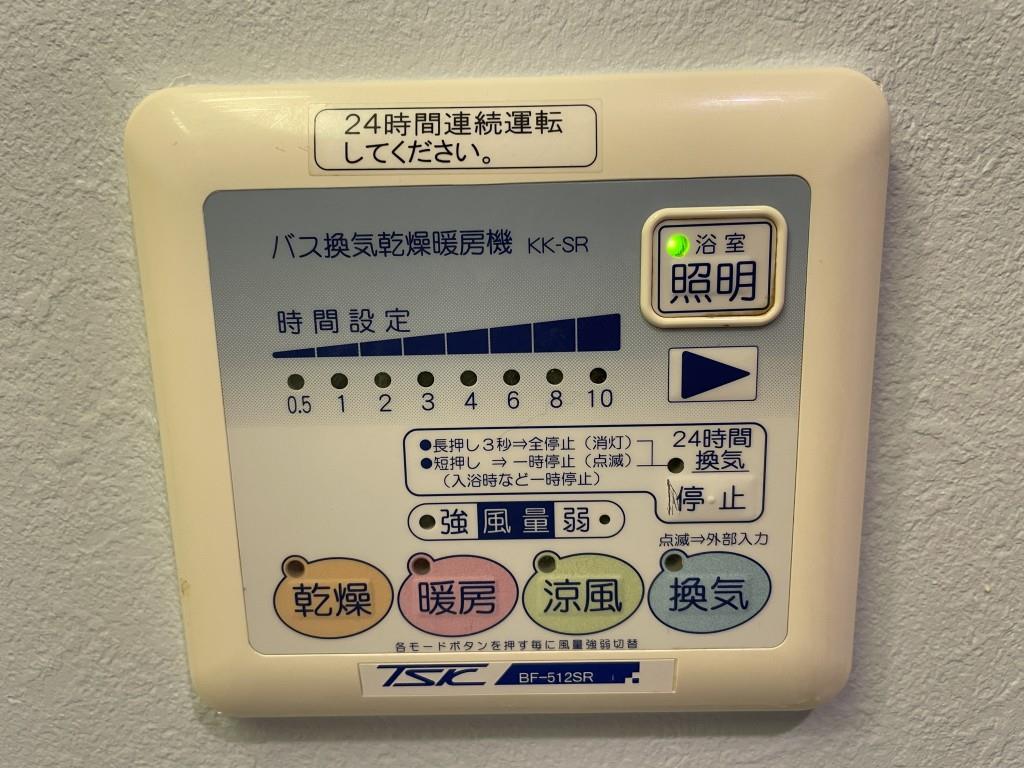 24時間連続運転
してください。
バス換気乾燥暖房機 KK-SR
浴室
照明
時間設定
0.5 1 2 3 4 6 8 10
●長押し3秒⇒全停止（消灯）
●短押し ⇒ 一時停止（点滅）
（入浴時など一時停止）
24時間
換気
停止
強 風量 弱
点滅⇒外部入力
乾燥 暖房 涼風 換気
各モードボタンを押す毎に風量強弱切替
TSK BF-512SR